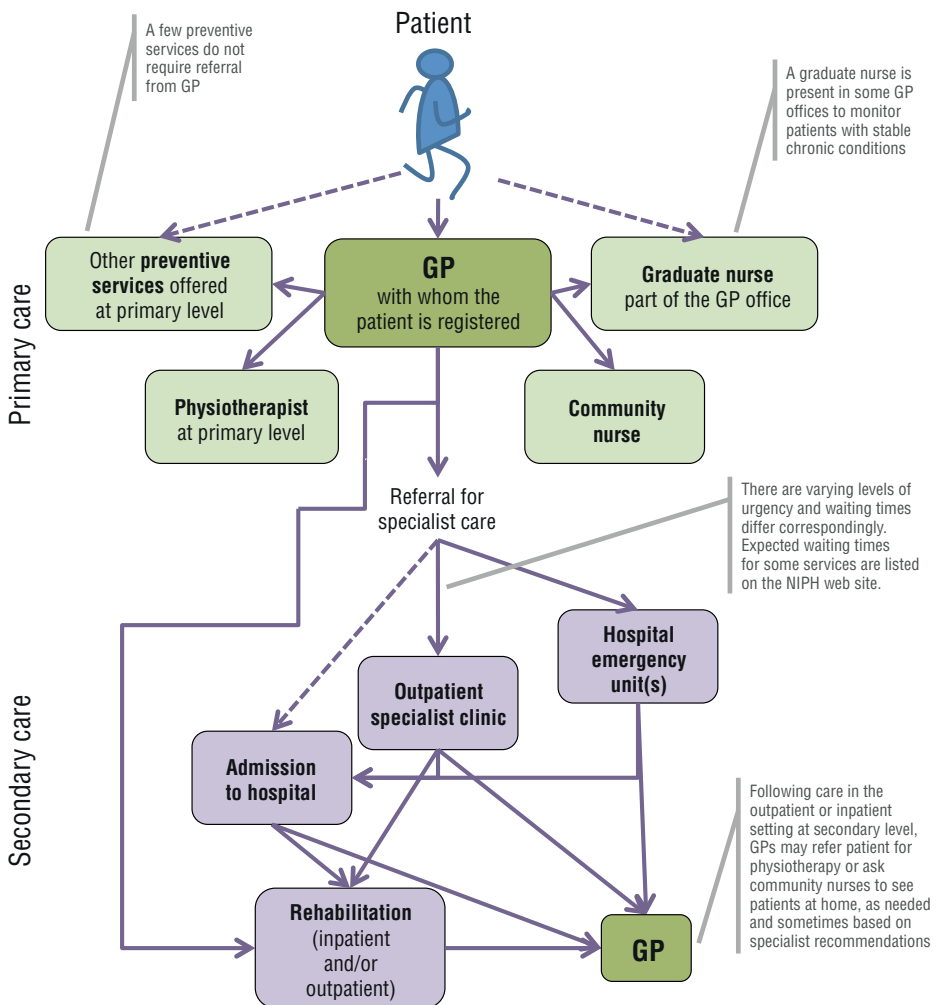 Patient
A few preventive
services do not
require referral
from GP
A graduate nurse is
present in some GP
offices to monitor
patients with stable
chronic conditions
Primary care
Other preventive
services offered
at primary level
GP
with whom the
patient is registered
Graduate nurse
part of the GP office
Physiotherapist
at primary level
Community
nurse
Referral for
specialist care
There are varying levels of
urgency and waiting times
differ correspondingly.
Expected waiting times
for some services are listed
on the NIPH web site.
Secondary care
Hospital
emergency
unit(s)
Outpatient
specialist clinic
Admission
to hospital
Following care in the
outpatient or inpatient
setting at secondary level,
GPs may refer patient for
physiotherapy or ask
community nurses to see
patients at home, as needed
and sometimes based on
specialist recommendations
Rehabilitation
(inpatient
and/or
outpatient)
GP